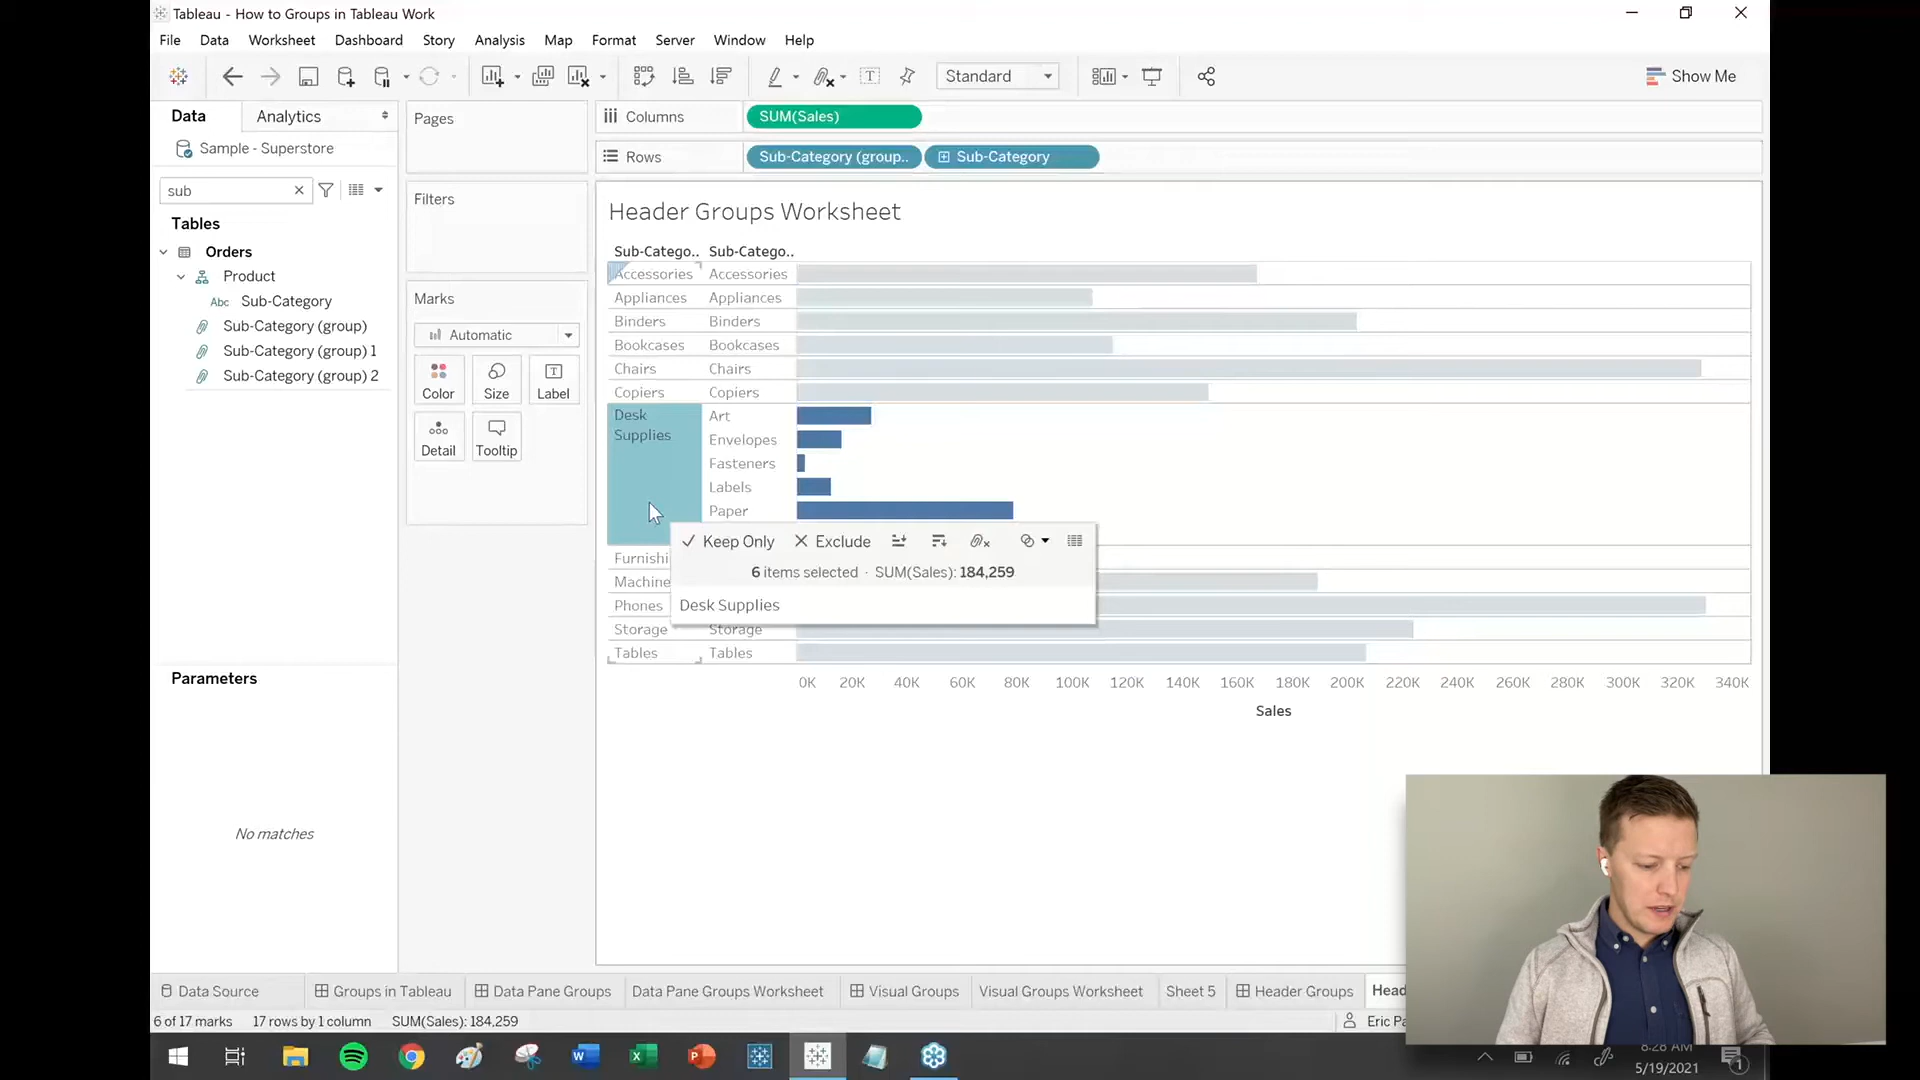 Tableau - How to Groups in Tableau Work
File Data Worksheet Dashboard Story Analysis Map Format Server Window Help
Standard
Show Me
Data Analytics
Sample - Superstore
sub
Tables
Orders
Product
Abc Sub-Category
Sub-Category (group)
Sub-Category (group) 1
Sub-Category (group) 2
Parameters
No matches
Pages
Filters
Marks
Automatic
Color Size Label
Detail Tooltip
Columns SUM(Sales)
Rows Sub-Category (group.. Sub-Category
Header Groups Worksheet
Sub-Catego.. Sub-Catego..
Accessories Accessories
Appliances Appliances
Binders Binders
Bookcases Bookcases
Chairs Chairs
Copiers Copiers
Desk Supplies Art
Envelopes
Fasteners
Labels
Paper
Keep Only Exclude
6 items selected · SUM(Sales): 184,259
Desk Supplies
Furnishi
Machine
Phones
Storage Storage
Tables Tables
0K 20K 40K 60K 80K 100K 120K 140K 160K 180K 200K 220K 240K 260K 280K 300K 320K 340K
Sales
Data Source Groups in Tableau Data Pane Groups Data Pane Groups Worksheet Visual Groups Visual Groups Worksheet Sheet 5 Header Groups Head
6 of 17 marks 17 rows by 1 column SUM(Sales): 184,259 Eric Pa
8:28 AM
5/19/2021
1